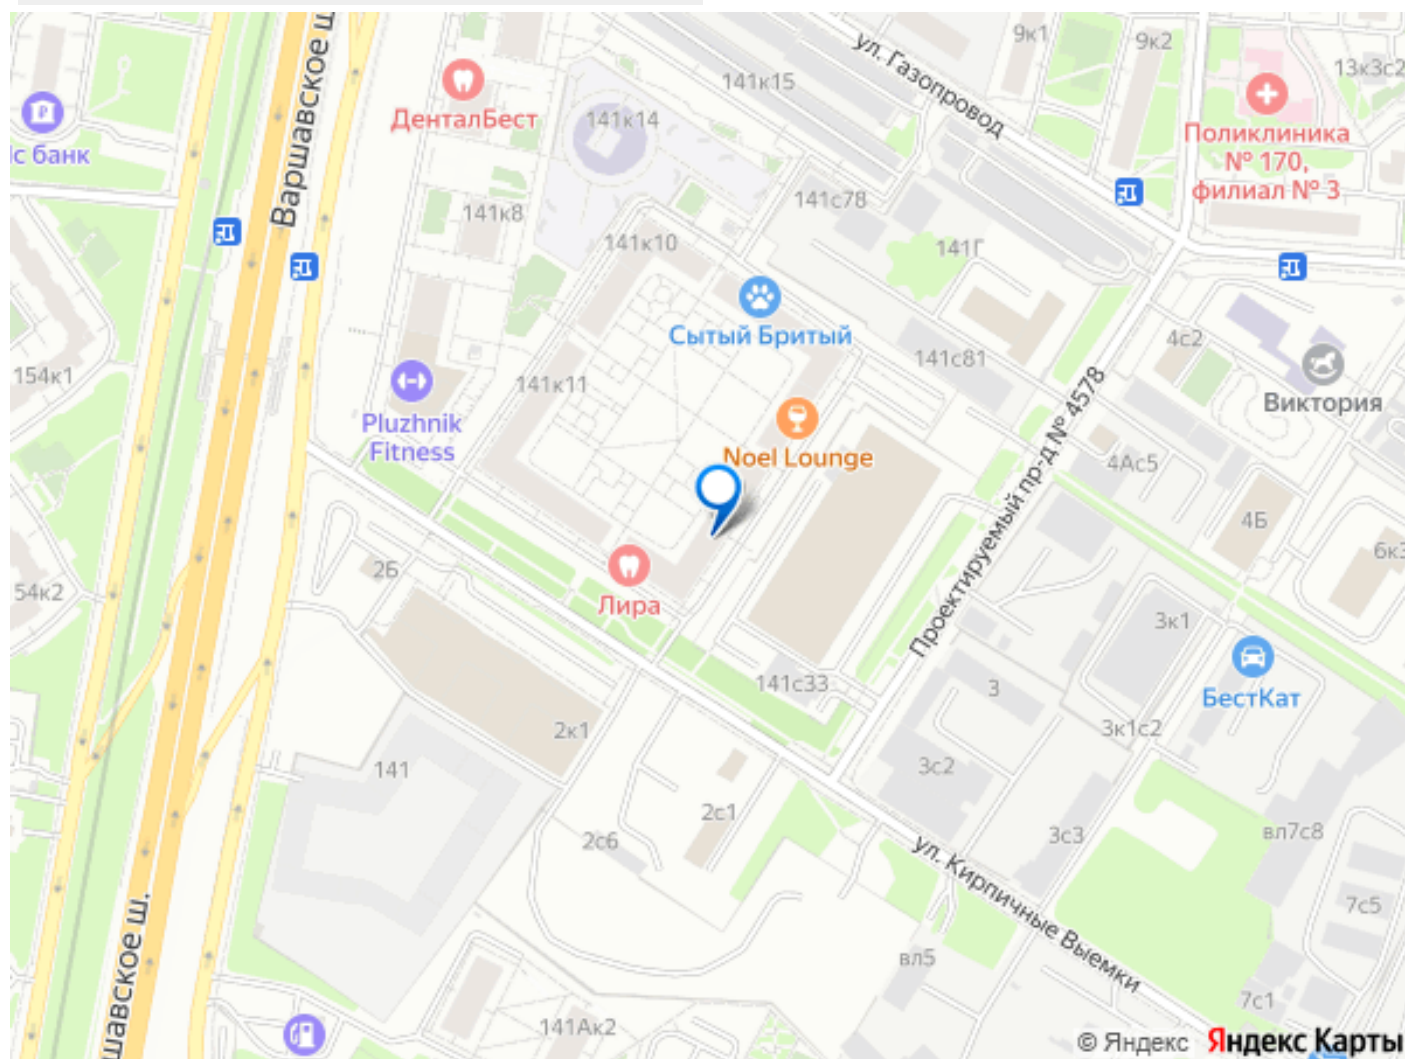 Варшавское ш.
ул. Газопровод
9к1
9к2
13к3с2
141к15
ДенталБест
141к14
Поликлиника
№ 170,
филиал № 3
с банк
141с78
141к8
141к10
141Г
Сытый Бритый
4с2
154к1
141к11
141с81
Виктория
Pluzhnik
Fitness
Noel Lounge
Проектируемый пр-д № 4578
4Ас5
4Б
6к3
2Б
54к2
Лира
3к1
141с33
3
БестКат
2к1
3к1с2
141
3с2
2с1
2с6
3с3
вл7с8
ул. Кирпичные Выемки
7с5
шавское ш.
вл5
7с1
141Ак2
© Яндекс Яндекс Карты